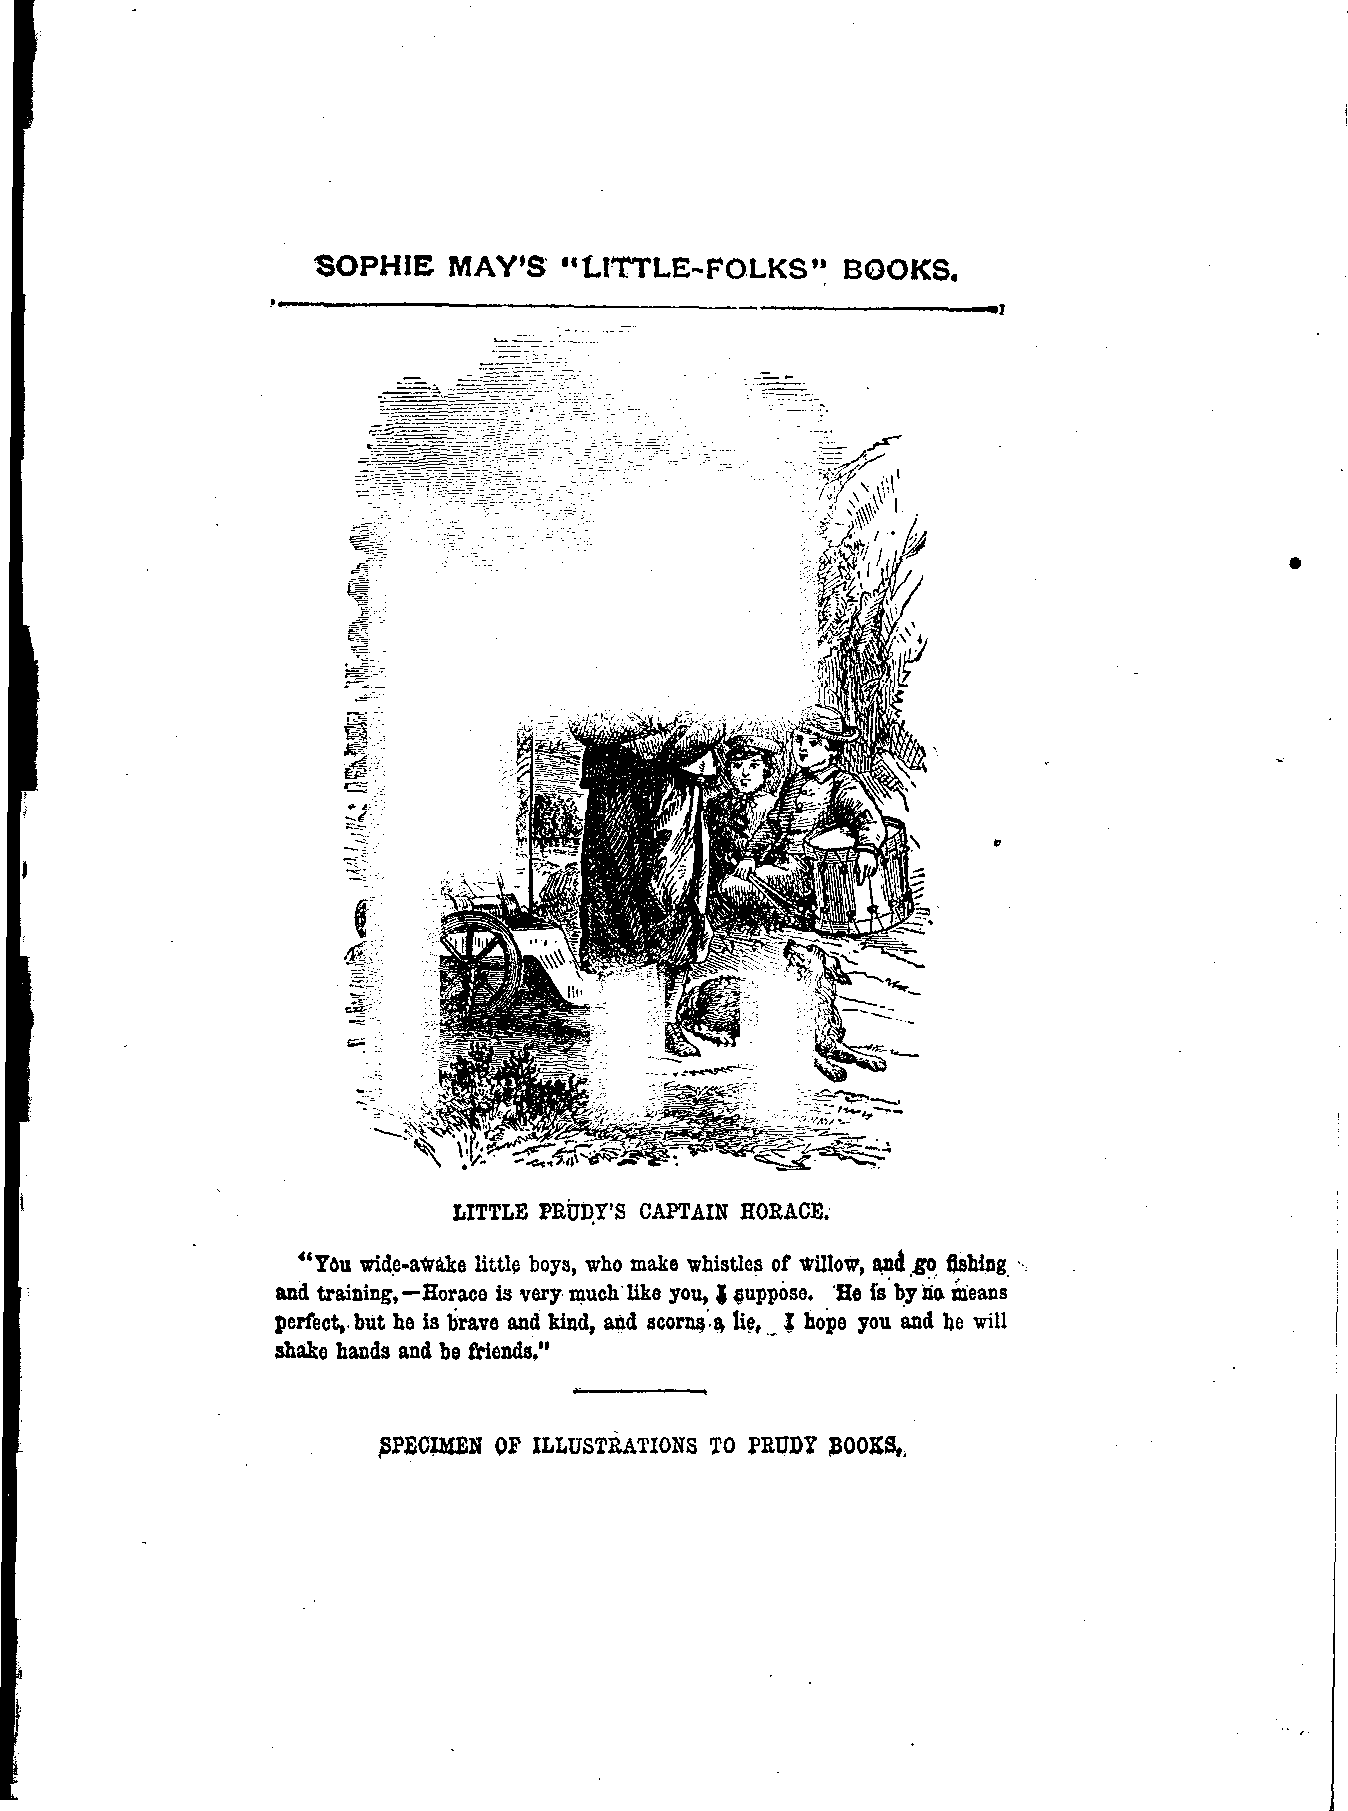 SOPHIE MAY'S "LITTLE-FOLKS" BOOKS.
LITTLE PRUDY'S CAPTAIN HORACE.
"You wide-awake little boys, who make whistles of willow, and go fishing
and training,—Horace is very much like you, I suppose. He is by no means
perfect, but he is brave and kind, and scorns a lie. I hope you and he will
shake hands and be friends."
SPECIMEN OF ILLUSTRATIONS TO PRUDY BOOKS.